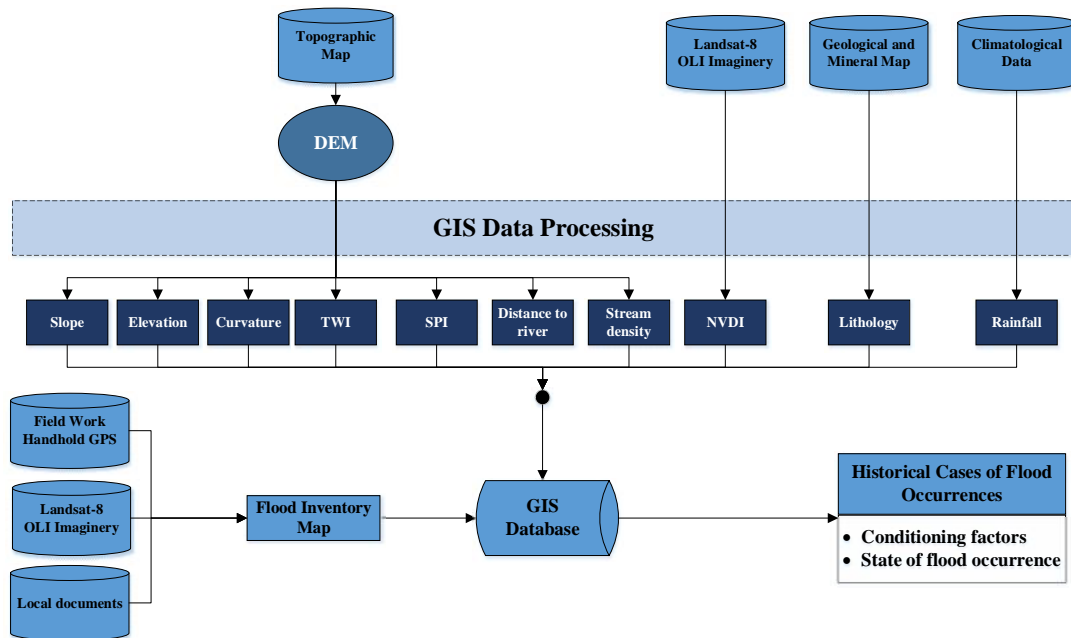 Topographic
Map
Landsat-8
OLI Imaginery
Geological and
Mineral Map
Climatological
Data
DEM
GIS Data Processing
Slope
Elevation
Curvature
TWI
SPI
Distance to
river
Stream
density
NVDI
Lithology
Rainfall
Field Work
Handhold GPS
Landsat-8
OLI Imaginery
Local documents
Flood Inventory
Map
GIS
Database
Historical Cases of Flood
Occurrences
• Conditioning factors
• State of flood occurrence